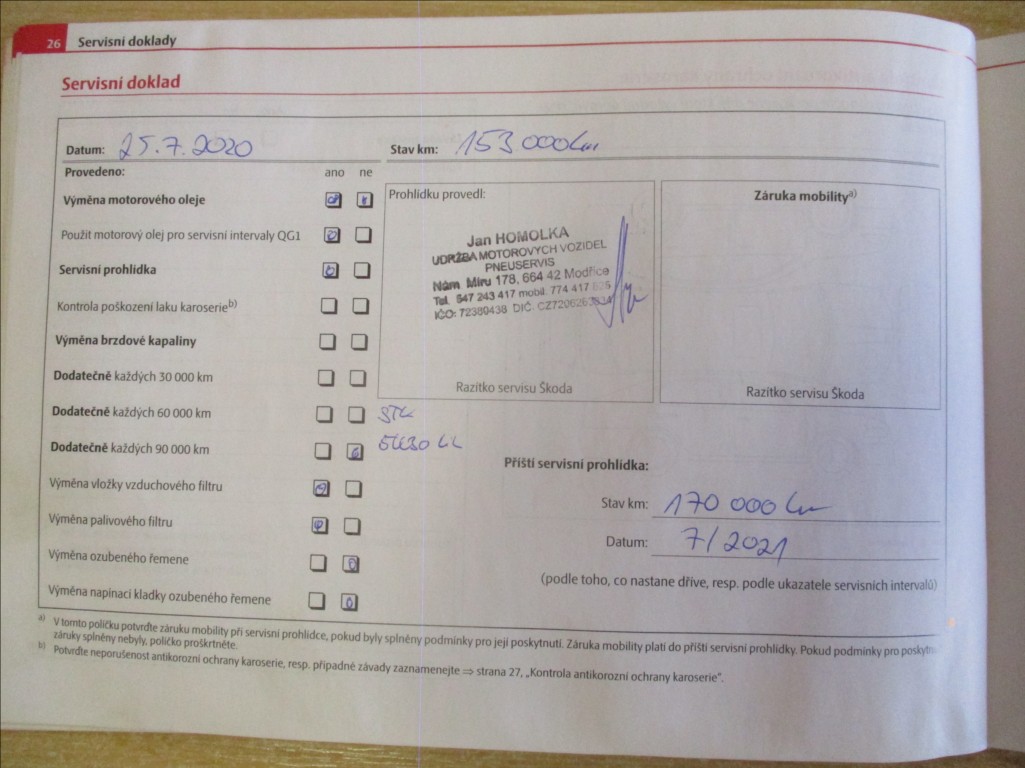 26 Servisní doklady
Servisní doklad
Datum: 25.7.2020 Stav km: 153 000 km
Provedeno: ano ne
Výměna motorového oleje
Použit motorový olej pro servisní intervaly QG1
Servisní prohlídka
Kontrola poškození laku karoserie b)
Výměna brzdové kapaliny
Dodatečně každých 30 000 km
Dodatečně každých 60 000 km
Dodatečně každých 90 000 km
Výměna vložky vzduchového filtru
Výměna palivového filtru
Výměna ozubeného řemene
Výměna napínací kladky ozubeného řemene
Prohlídku provedl:
Jan HOMOLKA
UDRŽBA MOTOROVÝCH VOZIDEL
PNEUSERVIS
Nám. Míru 178, 664 42 Modřice
Tel. 547 243 417 mobil: 774 417
IČO: 72380438 DIČ: 
Razítko servisu Škoda
Záruka mobility a)
Razítko servisu Škoda
STK
5W30 LL
Příští servisní prohlídka:
Stav km: 170 000 km
Datum: 7/2021
(podle toho, co nastane dříve, resp. podle ukazatele servisních intervalů)
a) V tomto políčku potvrďte záruku mobility při servisní prohlídce, pokud byly splněny podmínky pro její poskytnutí. Záruka mobility platí do příští servisní prohlídky. Pokud podmínky pro
záruky splněny nebyly, políčko proškrtněte.
b) Potvrďte neporušenost antikorozní ochrany karoserie, resp. případné závady zaznamenejte ⇒ strana 27, „Kontrola antikorozní ochrany karoserie“.